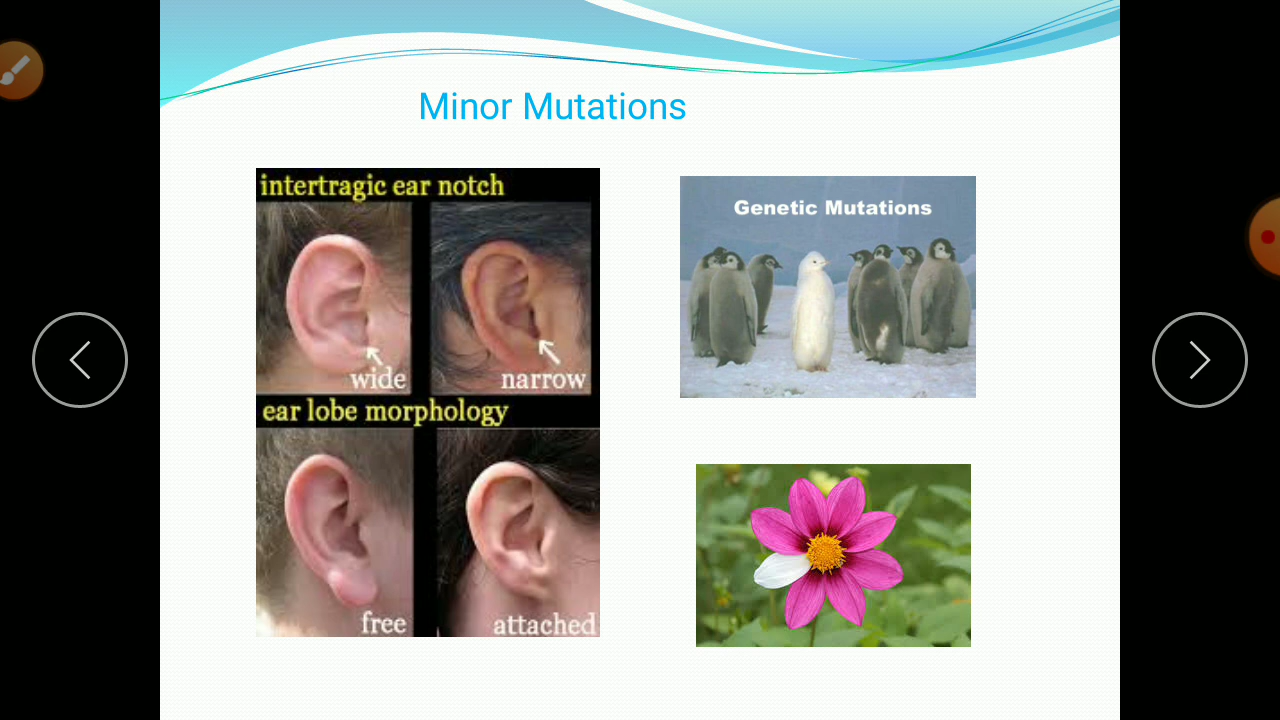 Minor Mutations
intertragic ear notch
wide
narrow
ear lobe morphology
free
attached
Genetic Mutations